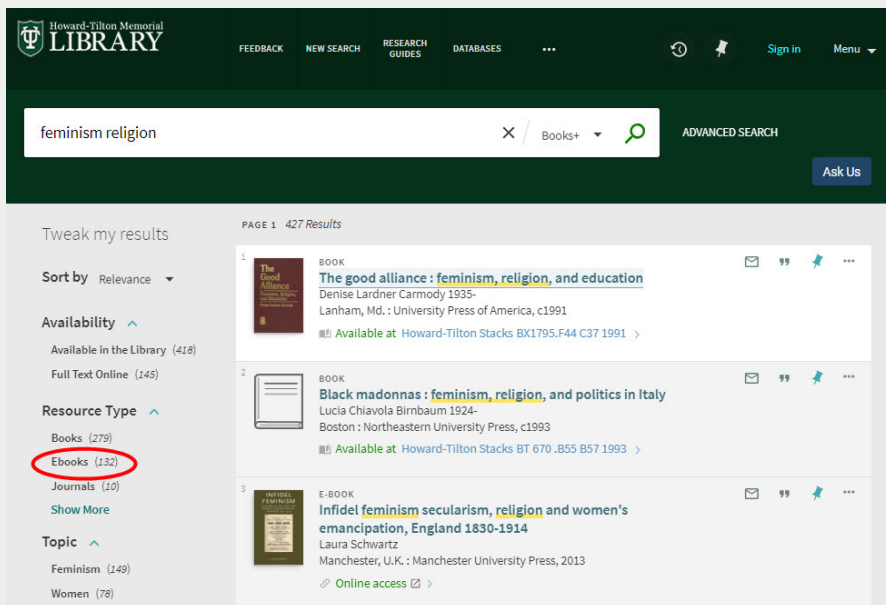 Howard-Tilton Memorial
LIBRARY
FEEDBACK
NEW SEARCH
RESEARCH
GUIDES
DATABASES
•••
Sign in
Menu
feminism religion
Books+
ADVANCED SEARCH
Ask Us
Tweak my results
Sort by Relevance
Availability
Available in the Library (418)
Full Text Online (145)
Resource Type
Books (279)
Ebooks (132)
Journals (10)
Show More
Topic
Feminism (149)
Women (78)
PAGE 1 427 Results
1
The
Good
Alliance
BOOK
The good alliance : feminism, religion, and education
Denise Lardner Carmody 1935-
Lanham, Md. : University Press of America, c1991
Available at Howard-Tilton Stacks BX1795.F44 C37 1991
2
BOOK
Black madonnas : feminism, religion, and politics in Italy
Lucia Chiavola Birnbaum 1924-
Boston : Northeastern University Press, c1993
Available at Howard-Tilton Stacks BT 670 .B55 B57 1993
3
INFIDEL
FEMINISM
E-BOOK
Infidel feminism secularism, religion and women's
emancipation, England 1830-1914
Laura Schwartz
Manchester, U.K. : Manchester University Press, 2013
Online access